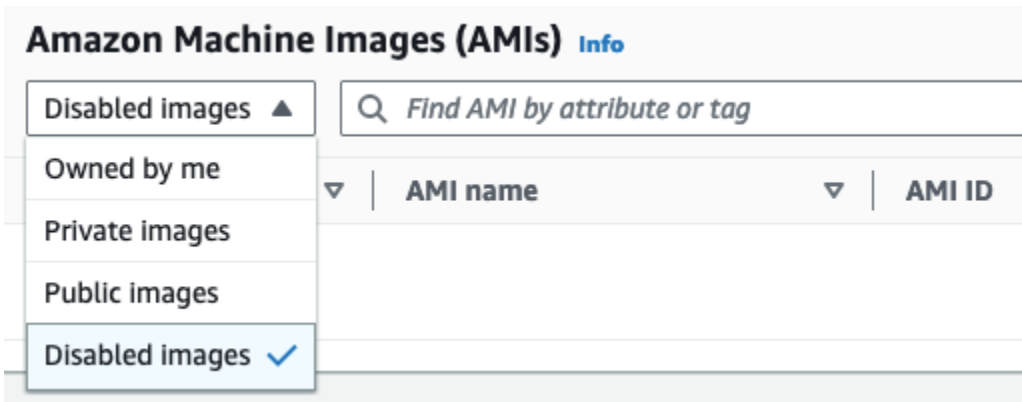 Amazon Machine Images (AMIs) Info
Disabled images
Find AMI by attribute or tag
Owned by me
Private images
Public images
Disabled images
AMI name
AMI ID